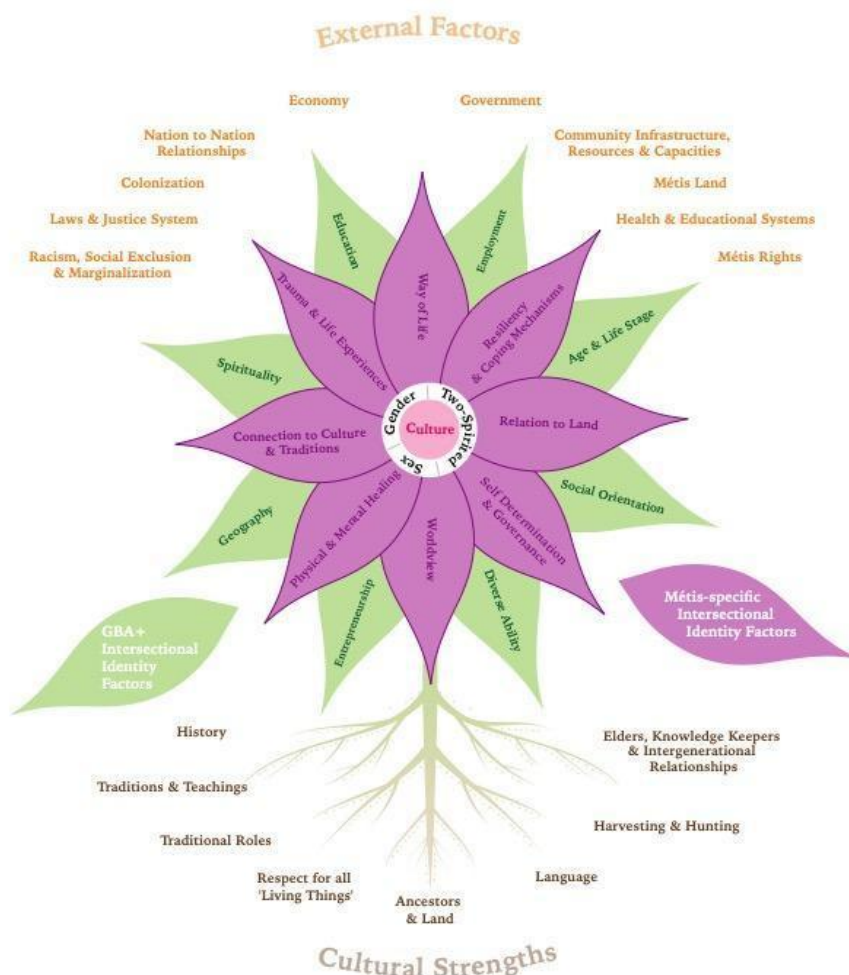 External Factors
Economy
Government
Nation to Nation
Relationships
Community Infrastructure,
Resources & Capacities
Colonization
Métis Land
Laws & Justice System
Health & Educational Systems
Racism, Social Exclusion
& Marginalization
Métis Rights
Education
Employment
Way of Life
Trauma & Life Experiences
Resiliency
& Coping Mechanisms
Age & Life Stage
Spirituality
Gender
Two-Spirited
Sex
Culture
Connection to Culture
& Traditions
Relation to Land
Geography
Physical & Mental Healing
Worldview
Self Determination
& Governance
Social Orientation
Entrepreneurship
Diverse Ability
GBA+
Intersectional
Identity
Factors
Métis-specific
Intersectional
Identity Factors
History
Elders, Knowledge Keepers
& Intergenerational
Relationships
Traditions & Teachings
Harvesting & Hunting
Traditional Roles
Respect for all
'Living Things'
Language
Ancestors
& Land
Cultural Strengths